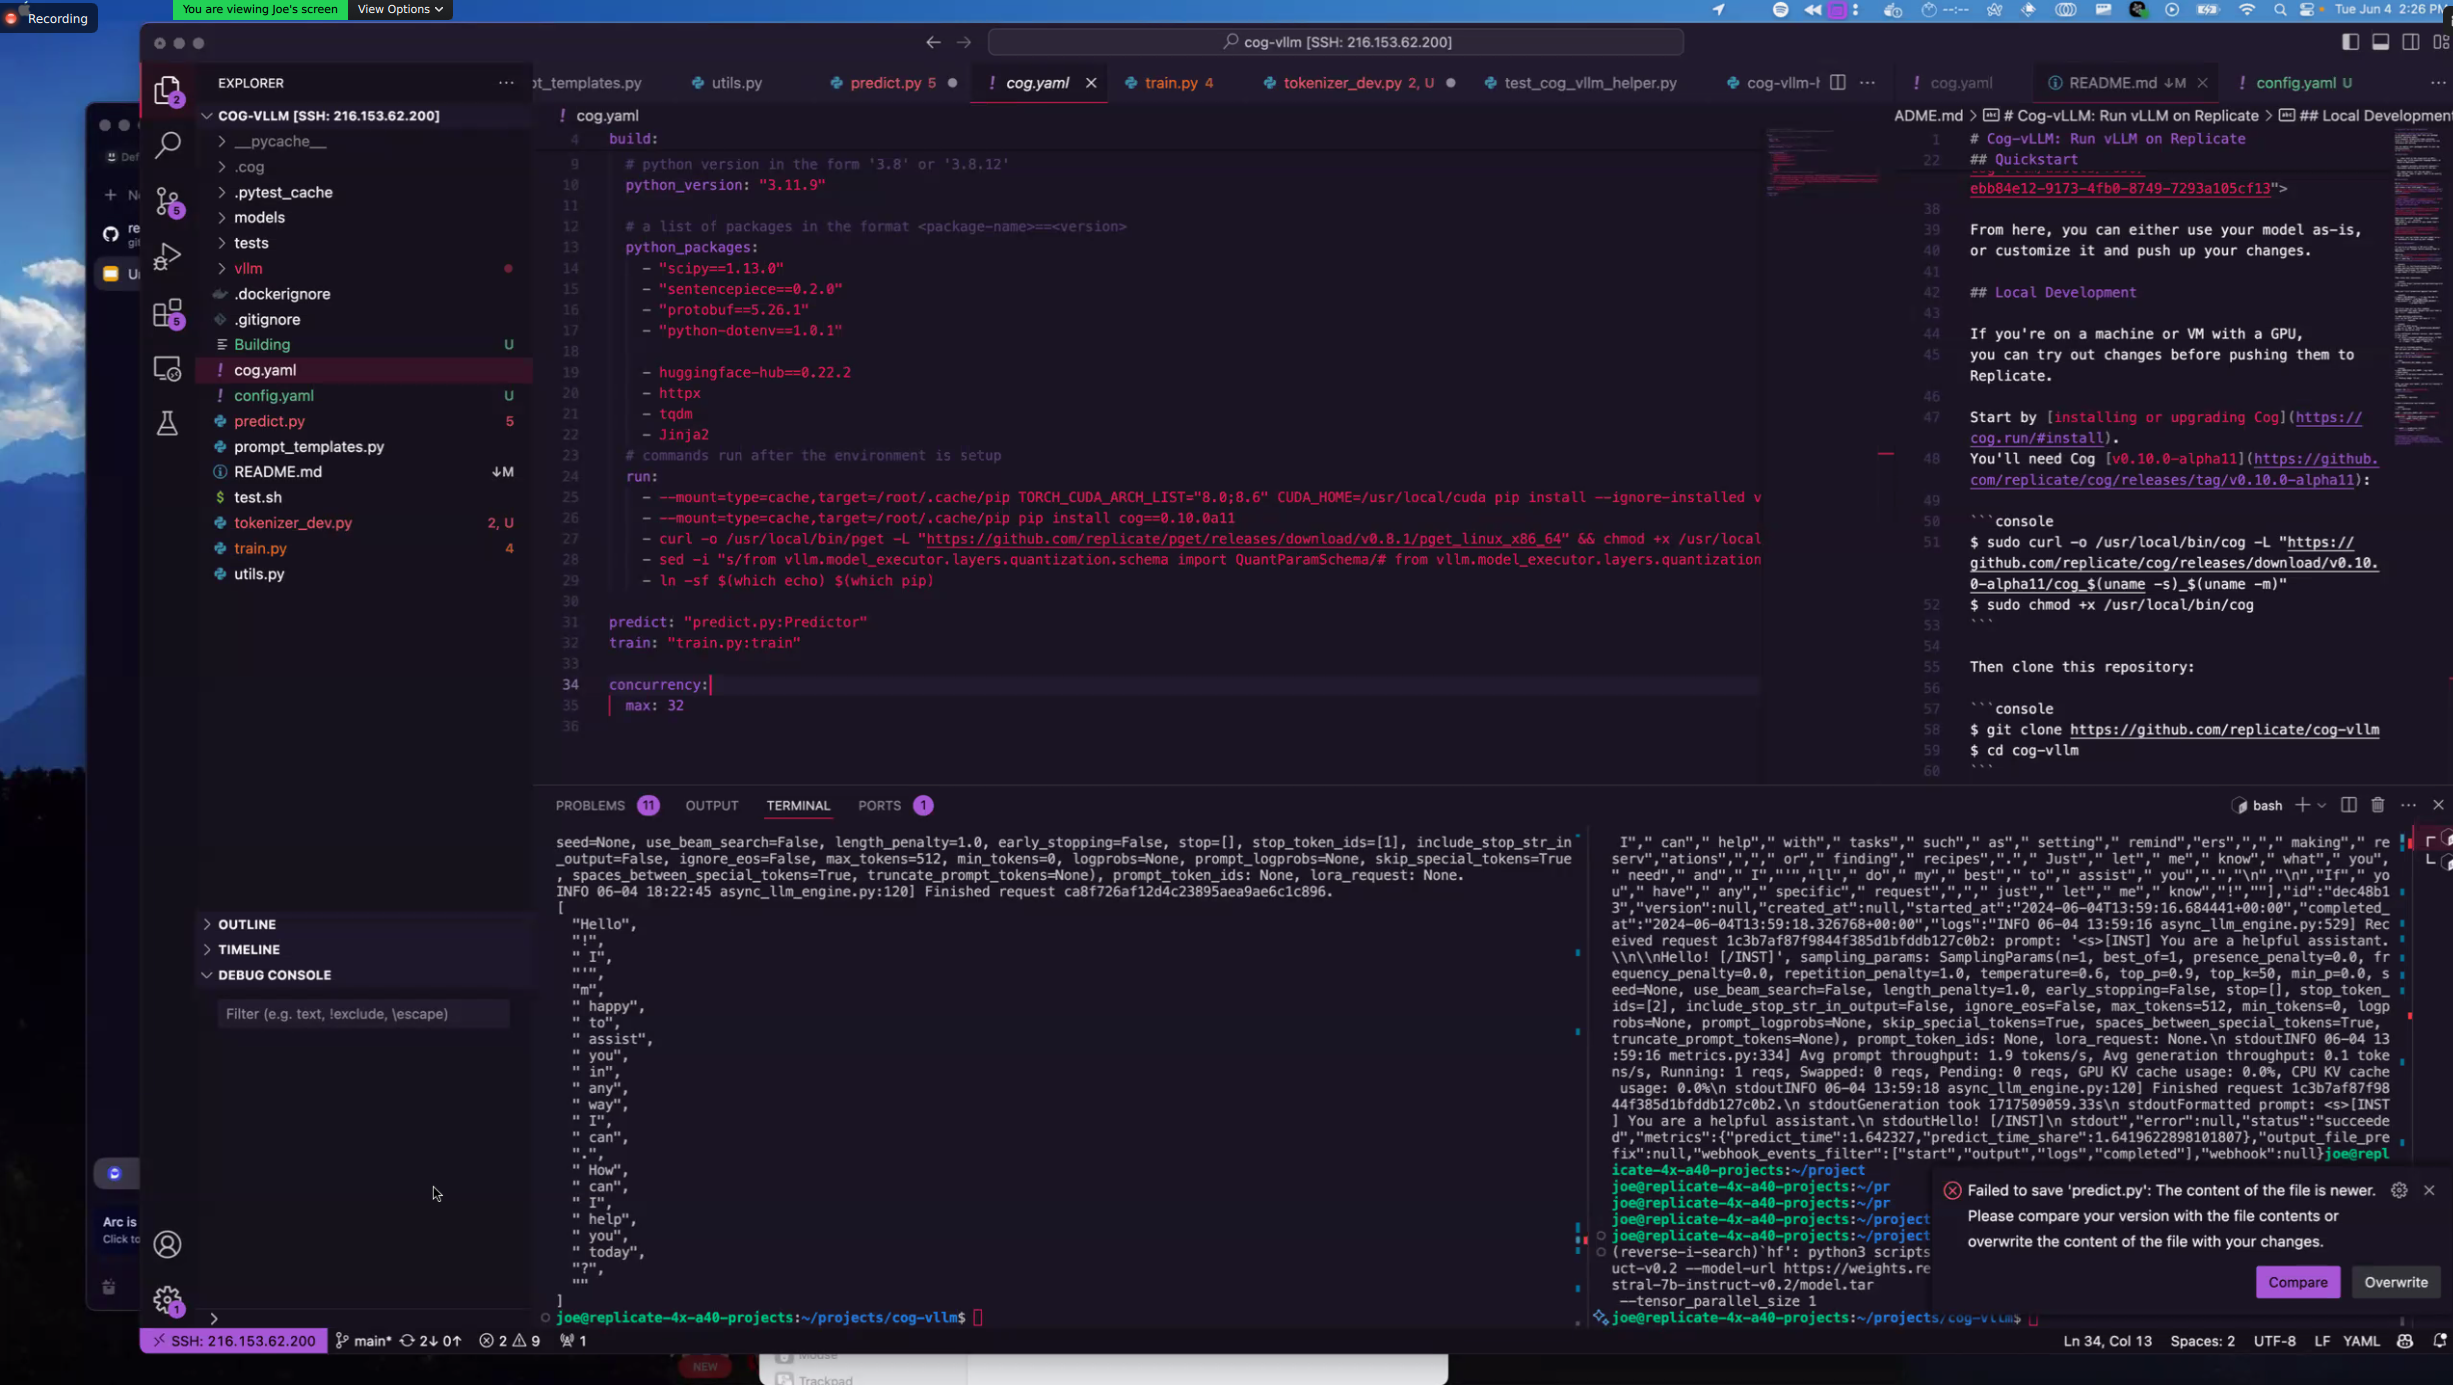 Recording
You are viewing Joe's screen
View Options
Tue Jun 4 2:26 PM
cog-vllm [SSH: 216.153.62.200]
EXPLORER
COG-VLLM [SSH: 216.153.62.200]
__pycache__
.cog
.pytest_cache
models
tests
vllm
.dockerignore
.gitignore
Building U
cog.yaml
config.yaml U
predict.py 5
prompt_templates.py
README.md ↓M
test.sh
tokenizer_dev.py 2, U
train.py 4
utils.py
OUTLINE
TIMELINE
DEBUG CONSOLE
Filter (e.g. text, !exclude, \escape)
pt_templates.py
utils.py
predict.py 5
cog.yaml
train.py 4
tokenizer_dev.py 2, U
test_cog_vllm_helper.py
cog-vllm-h
cog.yaml
README.md ↓M
config.yaml U
cog.yaml
4 build:
9 # python version in the form '3.8' or '3.8.12'
10 python_version: "3.11.9"
11
12 # a list of packages in the format <package-name>==<version>
13 python_packages:
14 - "scipy==1.13.0"
15 - "sentencepiece==0.2.0"
16 - "protobuf==5.26.1"
17 - "python-dotenv==1.0.1"
18
19 - huggingface-hub==0.22.2
20 - httpx
21 - tqdm
22 - Jinja2
23 # commands run after the environment is setup
24 run:
25 - --mount=type=cache,target=/root/.cache/pip TORCH_CUDA_ARCH_LIST="8.0;8.6" CUDA_HOME=/usr/local/cuda pip install --ignore-installed v
26 - --mount=type=cache,target=/root/.cache/pip pip install cog==0.10.0a11
27 - curl -o /usr/local/bin/pget -L "https://github.com/replicate/pget/releases/download/v0.8.1/pget_linux_x86_64" && chmod +x /usr/local
28 - sed -i "s/from vllm.model_executor.layers.quantization.schema import QuantParamSchema/# from vllm.model_executor.layers.quantization
29 - ln -sf $(which echo) $(which pip)
30
31 predict: "predict.py:Predictor"
32 train: "train.py:train"
33
34 concurrency:
35 max: 32
36
ADME.md > # Cog-vLLM: Run vLLM on Replicate > ## Local Development
1 # Cog-vLLM: Run vLLM on Replicate
22 ## Quickstart
ebb84e12-9173-4fb0-8749-7293a105cf13">
38
39 From here, you can either use your model as-is,
40 or customize it and push up your changes.
41
42 ## Local Development
43
44 If you're on a machine or VM with a GPU,
45 you can try out changes before pushing them to
Replicate.
46
47 Start by [installing or upgrading Cog](https://
cog.run/#install).
48 You'll need Cog [v0.10.0-alpha11](https://github.
com/replicate/cog/releases/tag/v0.10.0-alpha11):
49
50 ```console
51 $ sudo curl -o /usr/local/bin/cog -L "https://
github.com/replicate/cog/releases/download/v0.10.
0-alpha11/cog_$(uname -s)_$(uname -m)"
52 $ sudo chmod +x /usr/local/bin/cog
53 ```
54
55 Then clone this repository:
56
57 ```console
58 $ git clone https://github.com/replicate/cog-vllm
59 $ cd cog-vllm
60 ```
PROBLEMS 11 OUTPUT TERMINAL PORTS 1
bash
seed=None, use_beam_search=False, length_penalty=1.0, early_stopping=False, stop=[], stop_token_ids=[1], include_stop_str_in
_output=False, ignore_eos=False, max_tokens=512, min_tokens=0, logprobs=None, prompt_logprobs=None, skip_special_tokens=True
, spaces_between_special_tokens=True, truncate_prompt_tokens=None), prompt_token_ids: None, lora_request: None.
INFO 06-04 18:22:45 async_llm_engine.py:120] Finished request ca8f726af12d4c23895aea9ae6c1c896.
[
"Hello",
"!",
" I",
"'",
"m",
" happy",
" to",
" assist",
" you",
" in",
" any",
" way",
" I",
" can",
".",
" How",
" can",
" I",
" help",
" you",
" today",
"?",
""
]
joe@replicate-4x-a40-projects:~/projects/cog-vllm$
I"," can"," help"," with"," tasks"," such"," as"," setting"," remind","ers",","," making"," re
serv","ations",","," or"," finding"," recipes","."," Just"," let"," me"," know"," what"," you",
" need"," and"," I","'","ll"," do"," my"," best"," to"," assist"," you",".","\n","\n","If"," yo
u"," have"," any"," specific"," request",","," just"," let"," me"," know","!",""],"id":"dec48b1
3","version":null,"created_at":null,"started_at":"2024-06-04T13:59:16.684441+00:00","completed_
at":"2024-06-04T13:59:18.326768+00:00","logs":"INFO 06-04 13:59:16 async_llm_engine.py:529] Rec
eived request 1c3b7af87f9844f385d1bfddb127c0b2: prompt: '<s>[INST] You are a helpful assistant.
\\n\\nHello! [/INST]', sampling_params: SamplingParams(n=1, best_of=1, presence_penalty=0.0, fr
equency_penalty=0.0, repetition_penalty=1.0, temperature=0.6, top_p=0.9, top_k=50, min_p=0.0, s
eed=None, use_beam_search=False, length_penalty=1.0, early_stopping=False, stop=[], stop_token_
ids=[2], include_stop_str_in_output=False, ignore_eos=False, max_tokens=512, min_tokens=0, logp
robs=None, prompt_logprobs=None, skip_special_tokens=True, spaces_between_special_tokens=True,
truncate_prompt_tokens=None), prompt_token_ids: None, lora_request: None.\n stdoutINFO 06-04 13
:59:16 metrics.py:334] Avg prompt throughput: 1.9 tokens/s, Avg generation throughput: 0.1 toke
ns/s, Running: 1 reqs, Swapped: 0 reqs, Pending: 0 reqs, GPU KV cache usage: 0.0%, CPU KV cache
usage: 0.0%\n stdoutINFO 06-04 13:59:18 async_llm_engine.py:120] Finished request 1c3b7af87f98
44f385d1bfddb127c0b2.\n stdoutGeneration took 1717509059.33s\n stdoutFormatted prompt: <s>[INST
] You are a helpful assistant.\n stdoutHello! [/INST]\n stdout","error":null,"status":"succeede
d","metrics":{"predict_time":1.642327,"predict_time_share":1.6419622898101807},"output_file_pre
fix":null,"webhook_events_filter":["start","output","logs","completed"],"webhook":null}joe@repl
icate-4x-a40-projects:~/project
joe@replicate-4x-a40-projects:~/pr
joe@replicate-4x-a40-projects:~/pr
joe@replicate-4x-a40-projects:~/project
joe@replicate-4x-a40-projects:~/project
(reverse-i-search)`hf': python3 scripts
uct-v0.2 --model-url https://weights.re
stral-7b-instruct-v0.2/model.tar
--tensor_parallel_size 1
joe@replicate-4x-a40-projects:~/projects/cog-vllm$
Failed to save 'predict.py': The content of the file is newer.
Please compare your version with the file contents or
overwrite the content of the file with your changes.
Compare
Overwrite
SSH: 216.153.62.200
main*
2↓ 0↑
2
9
1
Ln 34, Col 13
Spaces: 2
UTF-8
LF
YAML
Arc is
Click to
NEW
Mouse
Trackpad